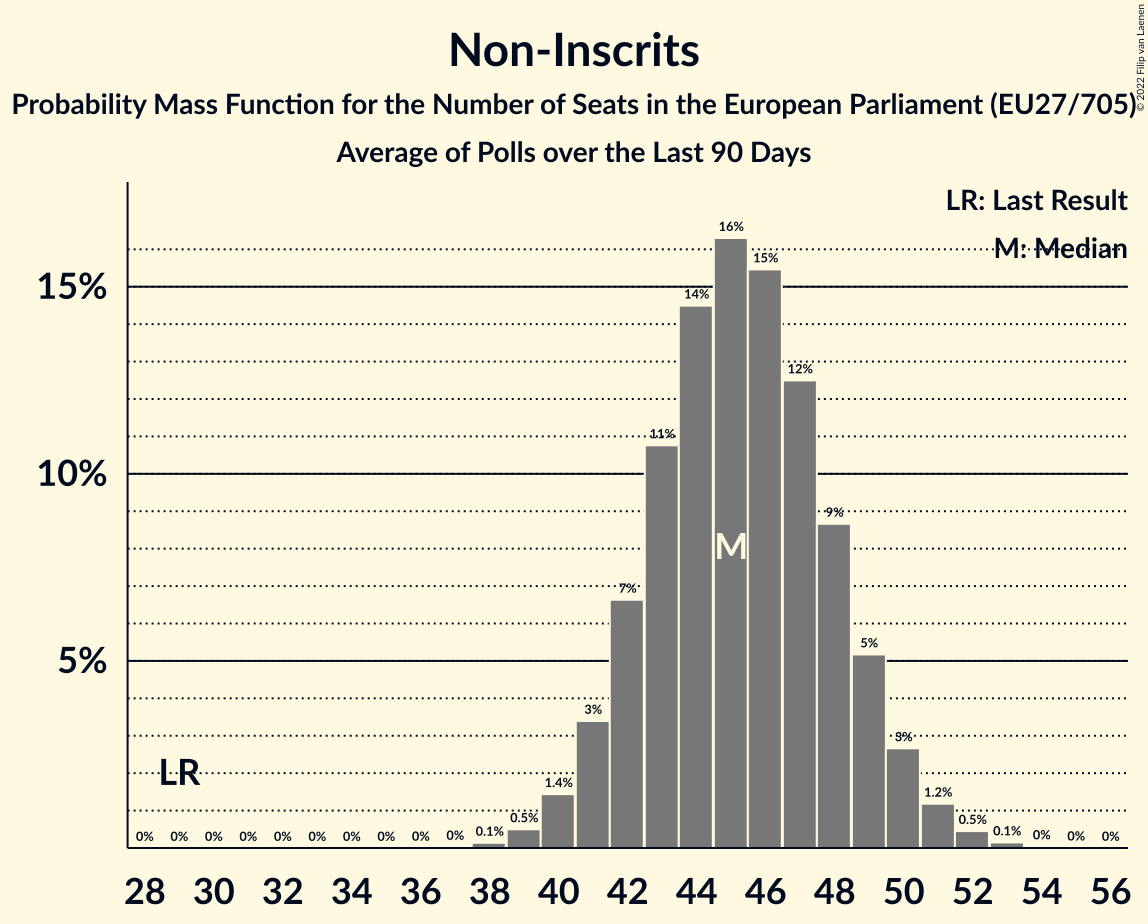 Non-Inscrits
Probability Mass Function for the Number of Seats in the European Parliament (EU27/705)
Average of Polls over the Last 90 Days
© 2022 Filip van Laenen
LR: Last Result
M: Median
15%
10%
5%
0% 0% 0% 0% 0% 0% 0% 0% 0% 0% 0.1% 0.5% 1.4% 3% 7% 11% 14% 16% 15% 12% 9% 5% 3% 1.2% 0.5% 0.1% 0% 0% 0%
M
LR
28 30 32 34 36 38 40 42 44 46 48 50 52 54 56